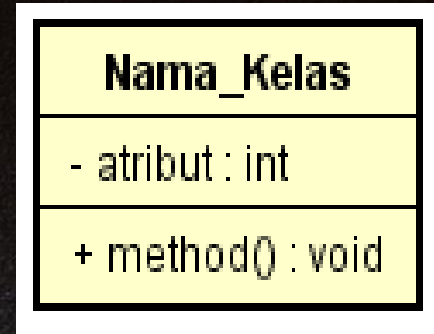 Nama_Kelas
- atribut : int
+ method() : void